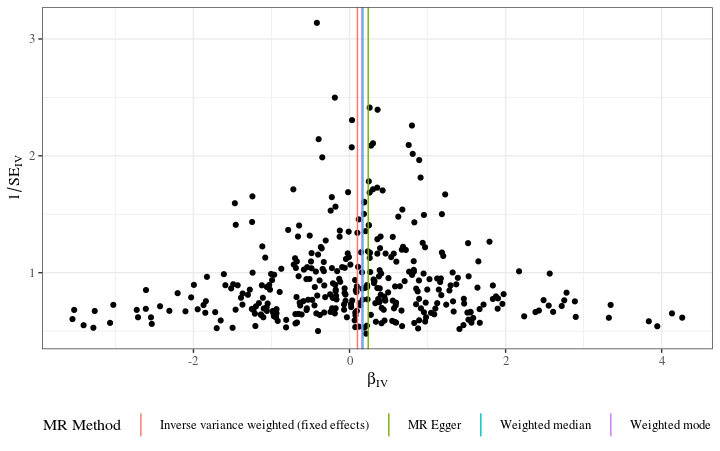 3
2
1
1/SE_IV
-2
0
2
4
β_IV
MR Method
Inverse variance weighted (fixed effects)
MR Egger
Weighted median
Weighted mode